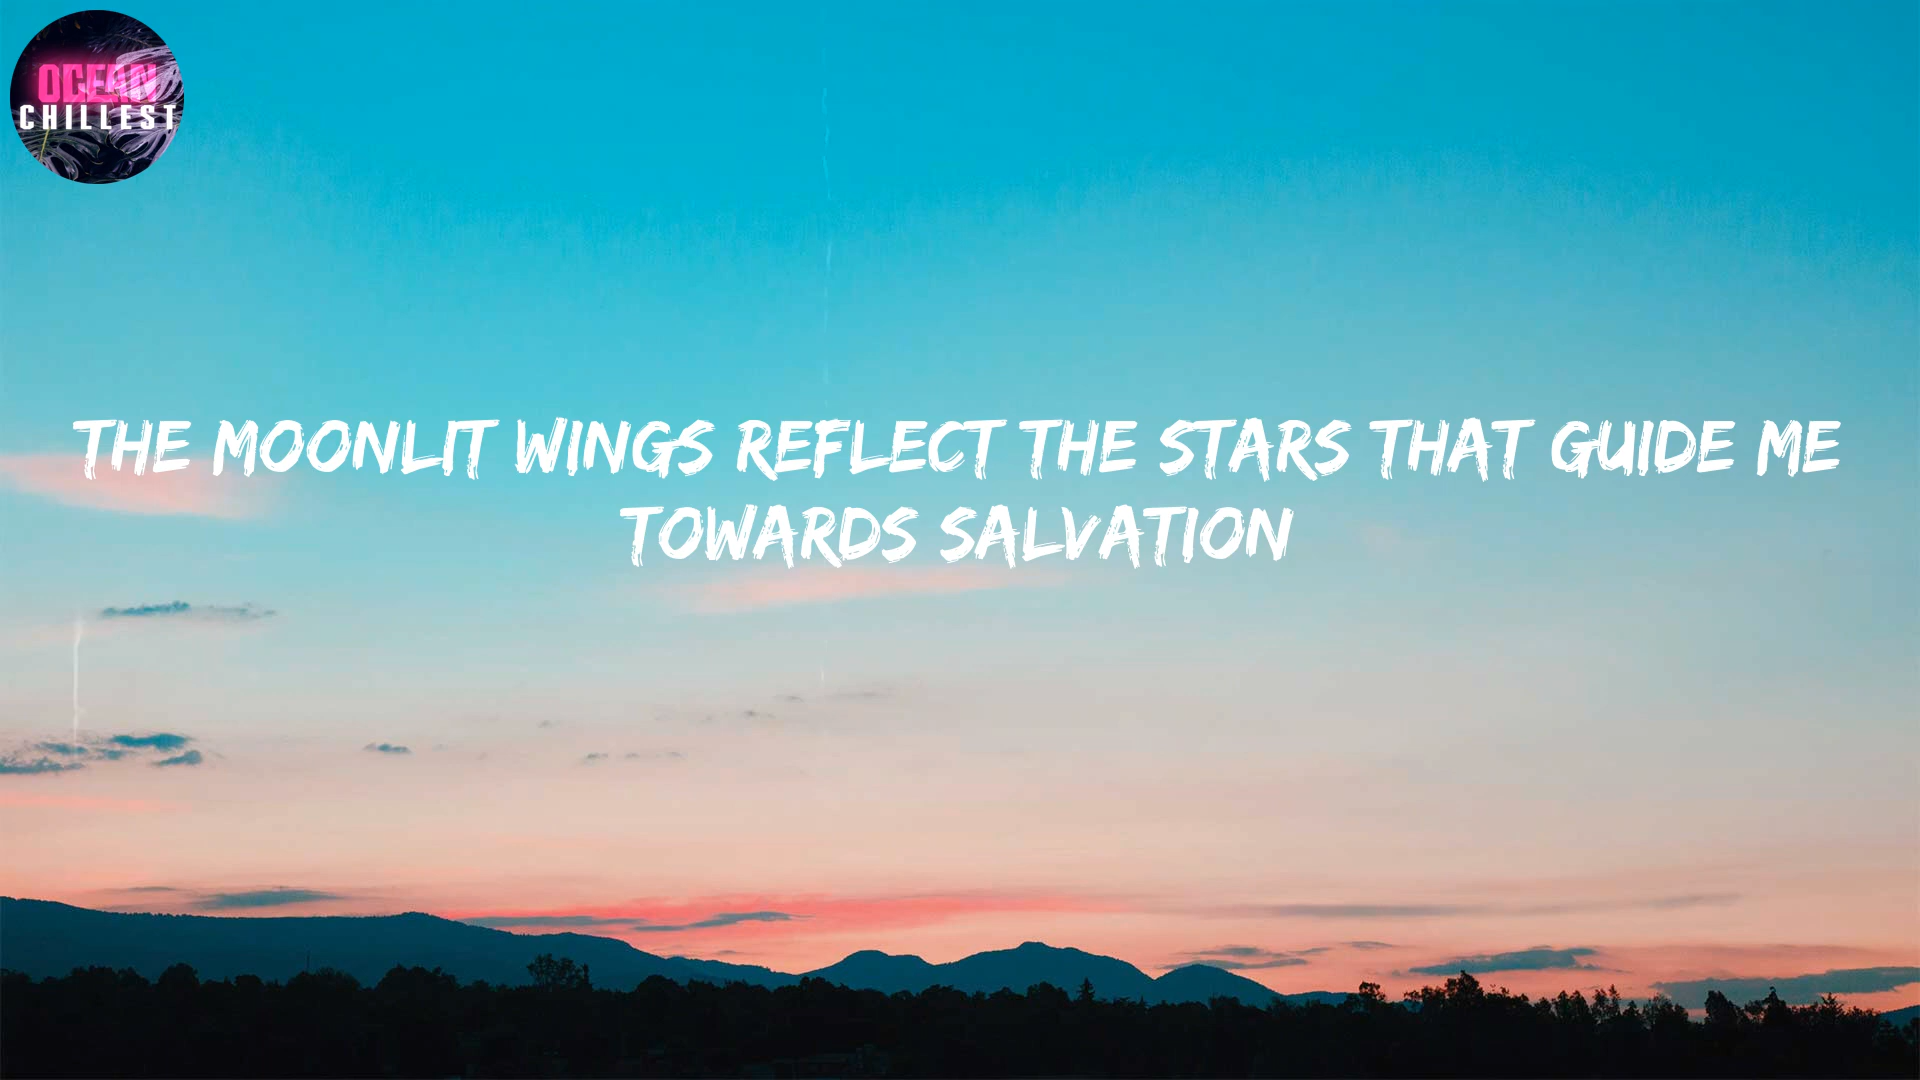 OCEAN
CHILLEST
THE MOONLIT WINGS REFLECT THE STARS THAT GUIDE ME
TOWARDS SALVATION